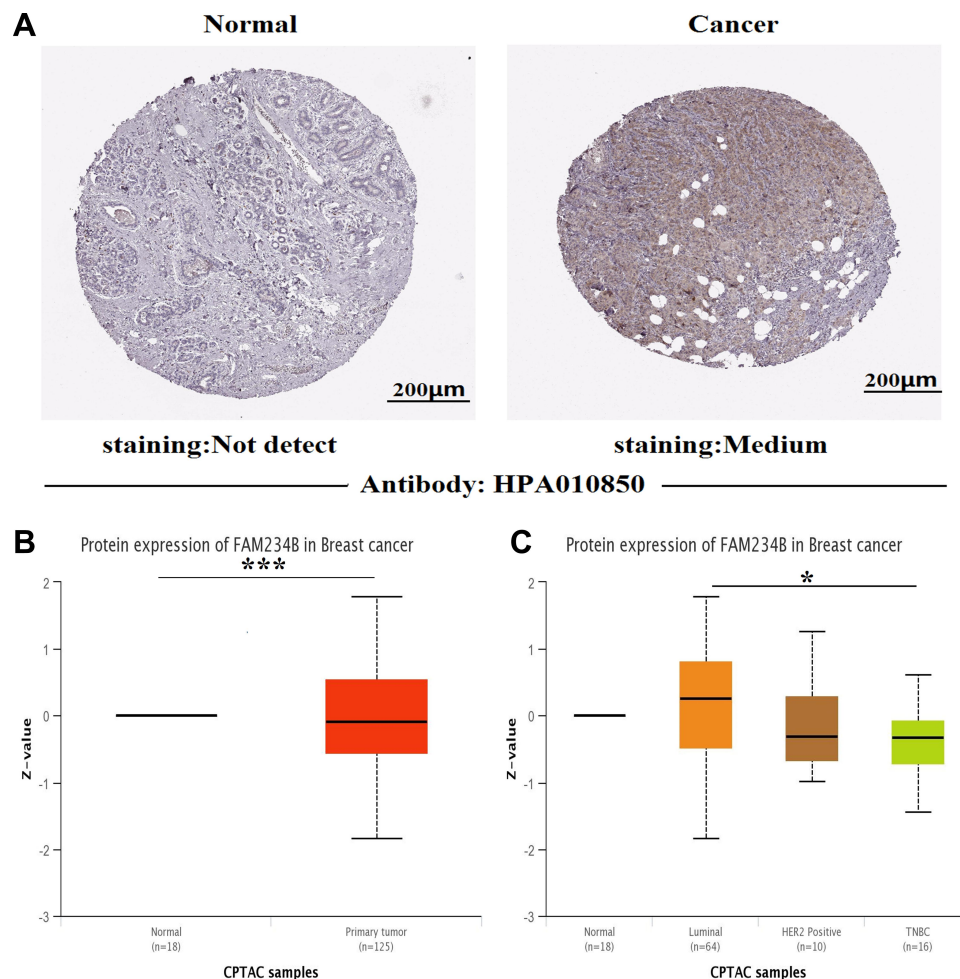 A
Normal
Cancer
200μm
200μm
staining:Not detect
staining:Medium
Antibody: HPA010850
B
Protein expression of FAM234B in Breast cancer
***
Z-value
2
1
0
-1
-2
-3
Normal
(n=18)
Primary tumor
(n=125)
CPTAC samples
C
Protein expression of FAM234B in Breast cancer
*
Z-value
2
1
0
-1
-2
-3
Normal
(n=18)
Luminal
(n=64)
HER2 Positive
(n=10)
TNBC
(n=16)
CPTAC samples